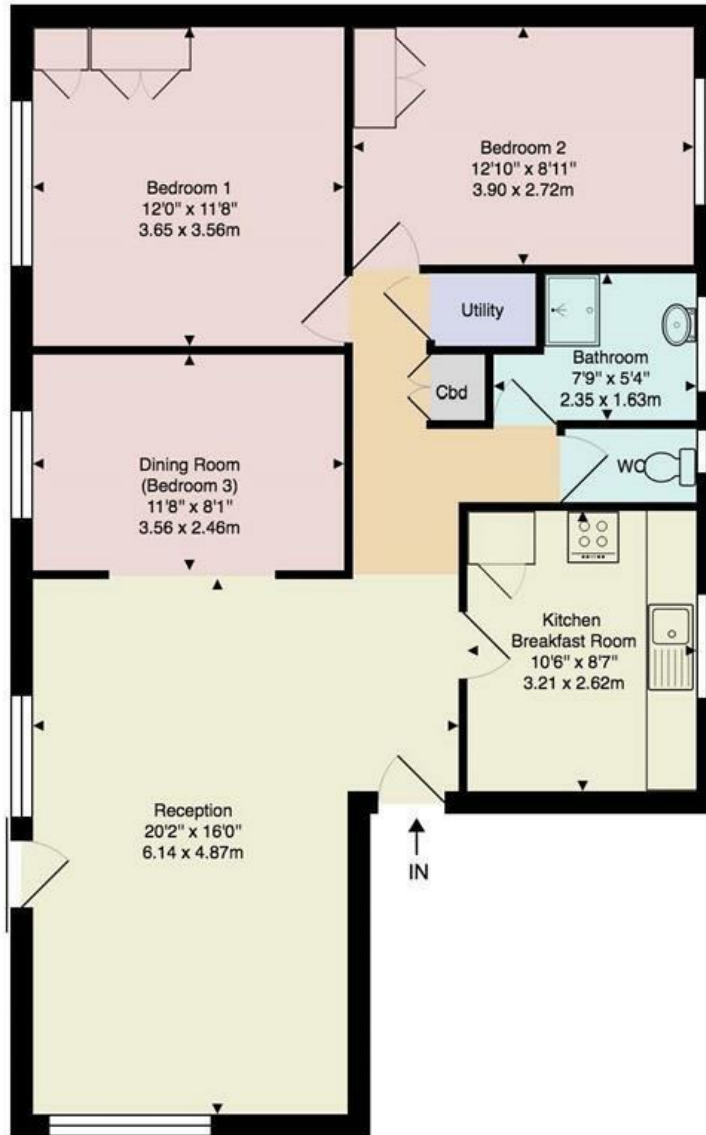 Bedroom 1
12'0" x 11'8"
3.65 x 3.56m
Bedroom 2
12'10" x 8'11"
3.90 x 2.72m
Utility
Bathroom
7'9" x 5'4"
2.35 x 1.63m
Cbd
Dining Room
(Bedroom 3)
11'8" x 8'1"
3.56 x 2.46m
WC
Kitchen
Breakfast Room
10'6" x 8'7"
3.21 x 2.62m
Reception
20'2" x 16'0"
6.14 x 4.87m
IN